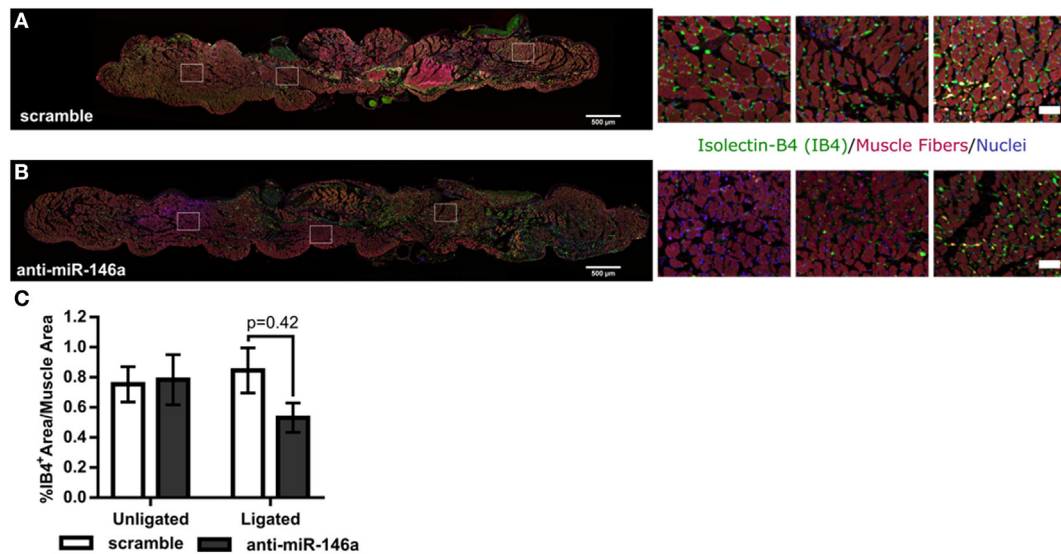 A
scramble
500 µm
Isolectin-B4 (IB4)/Muscle Fibers/Nuclei
B
anti-miR-146a
500 µm
C
%IB4+Area/Muscle Area
1.2
1.0
0.8
0.6
0.4
0.2
0.0
p=0.42
Unligated
Ligated
scramble
anti-miR-146a